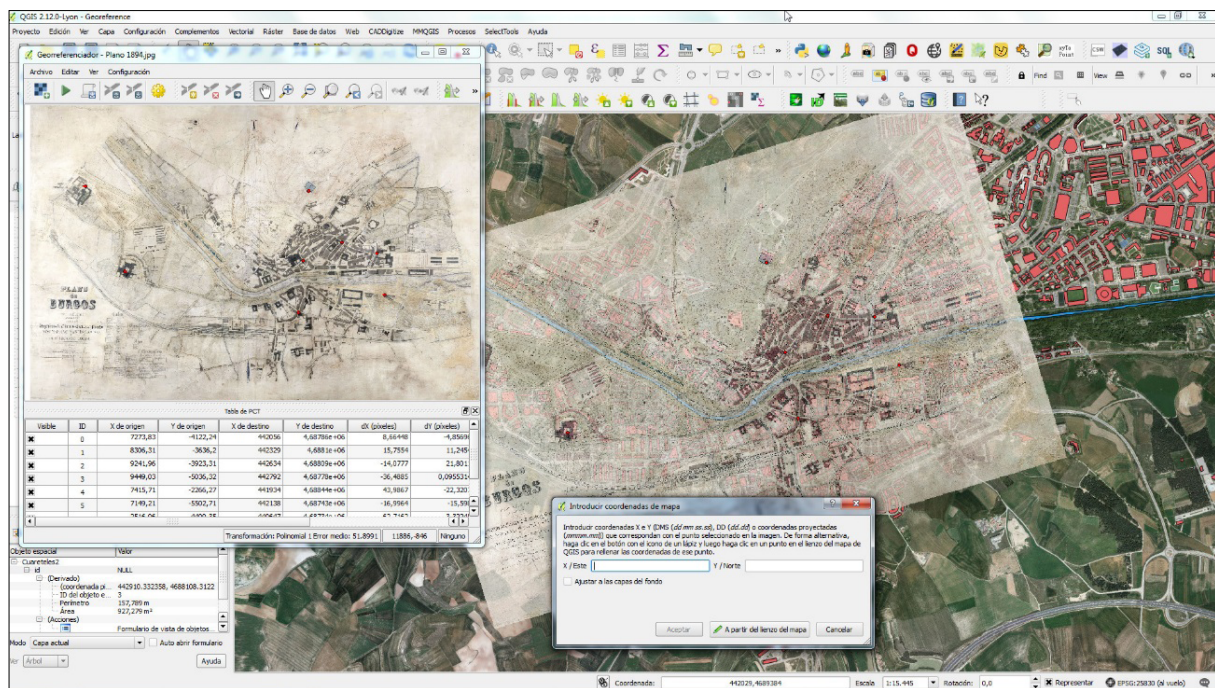 QGIS 2.12.0-Lyon - Georeference
Proyecto Edición Ver Capa Configuración Complementos Vectorial Ráster Base de datos Web CADDigitize MMQGIS Procesos SelectTools Ayuda
Georeferenciador - Plano 1894.jpg
Archivo Editar Ver Configuración
xyTo Point
CSW
SQL
Find
View
PLANO
de
BURGOS
Tabla de PCT
Visible ID X de origen Y de origen X de destino Y de destino dX (píxeles) dY (píxeles)
0 7273,83 -4122,24 442056 4,68786e+06 8,66448 -4,8569
1 8306,31 -3636,2 442329 4,6881e+06 15,7554 11,245
2 9241,96 -3923,31 442634 4,68809e+06 -14,0777 21,801
3 9449,03 -5036,32 442792 4,68778e+06 -36,4885 0,095531
4 7415,71 -2266,27 441934 4,68844e+06 43,9867 -22,320
5 7149,21 -5502,71 442138 4,68743e+06 -16,9964 -15,59
Transformación: Polinomial 1 Error medio: 51.8991 11886,-846 Ninguno
Objeto espacial Valor
Cuareteles2
id NULL
(Derivado)
(coordenada pi... 442910.332358, 4688108.3122
ID del objeto e... 3
Perímetro 157,789 m
Área 927,279 m²
(Acciones)
Formulario de vista de objetos...
Modo Capa actual Auto abrir formulario
Ver Árbol Ayuda
Introducir coordenadas de mapa
Introducir coordenadas X e Y (DMS (dd mm ss.ss), DD (dd.dd) o coordenadas proyectadas
(mmmm.mm)) que correspondan con el punto seleccionado en la imagen. De forma alternativa,
haga clic en el botón con el icono de un lápiz y luego haga clic en un punto en el lienzo del mapa de
QGIS para rellenar las coordenadas de ese punto.
X / Este Y / Norte
Ajustar a las capas del fondo
Aceptar A partir del lienzo del mapa Cancelar
Coordenada: 442029,4689384 Escala 1:15.445 Rotación: 0,0 Representar EPSG:25830 (al vuelo)